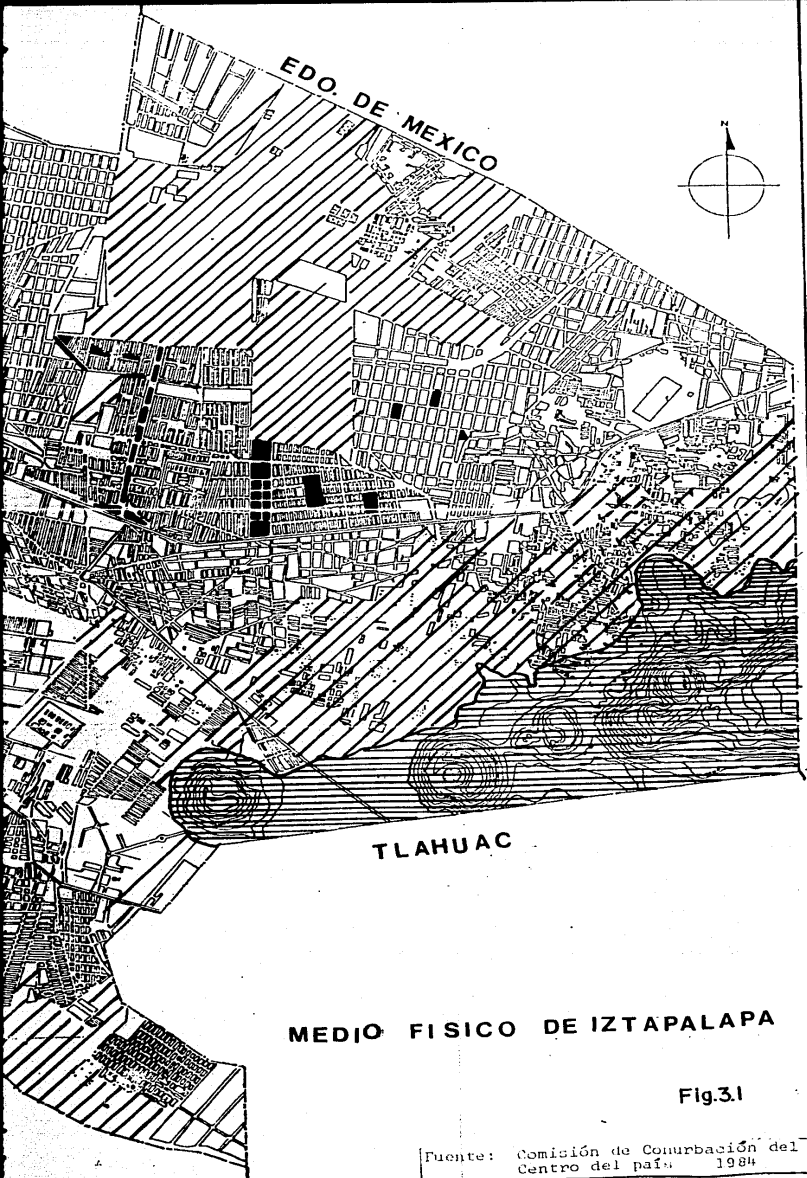 EDO. DE MEXICO
N
TLAHUAC
MEDIO FISICO DE IZTAPALAPA
Fig.3.1
Fuente: Comisión de Conurbación del
Centro del país 1984